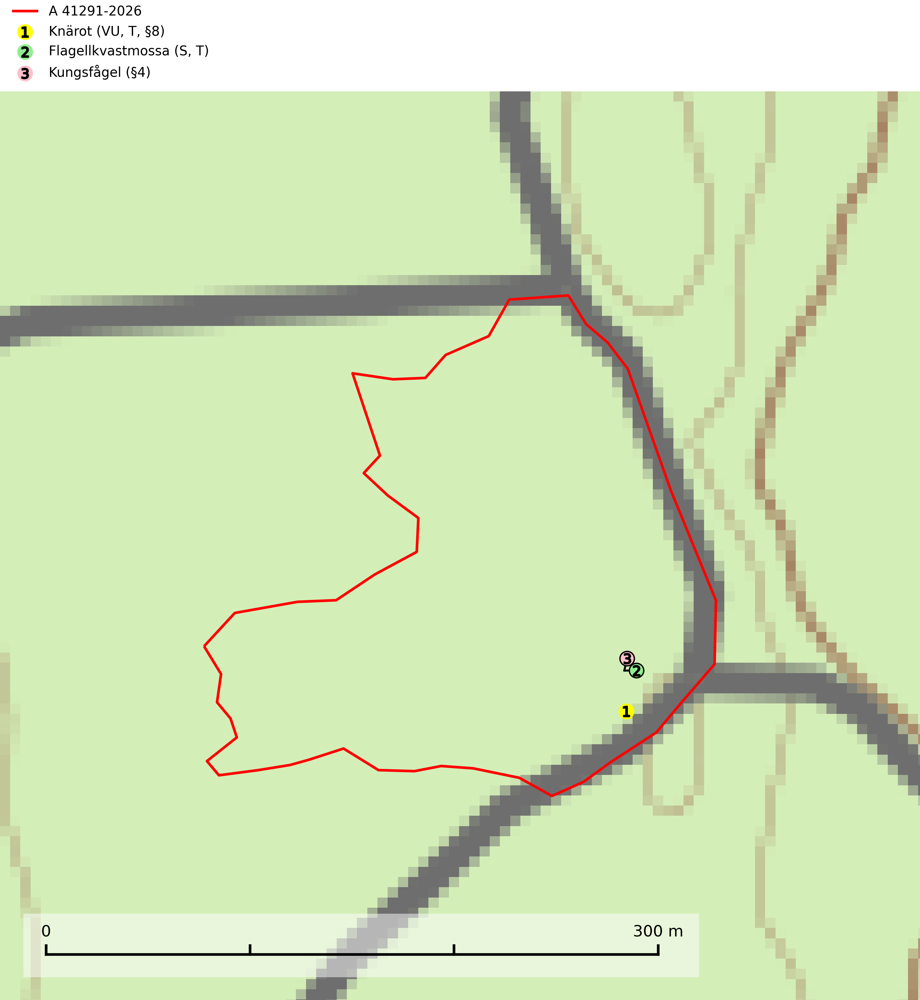 A 41291-2026
1 Knärot (VU, T, §8)
2 Flagellkvastmossa (S, T)
3 Kungsfågel (§4)
3
2
1
0 300 m